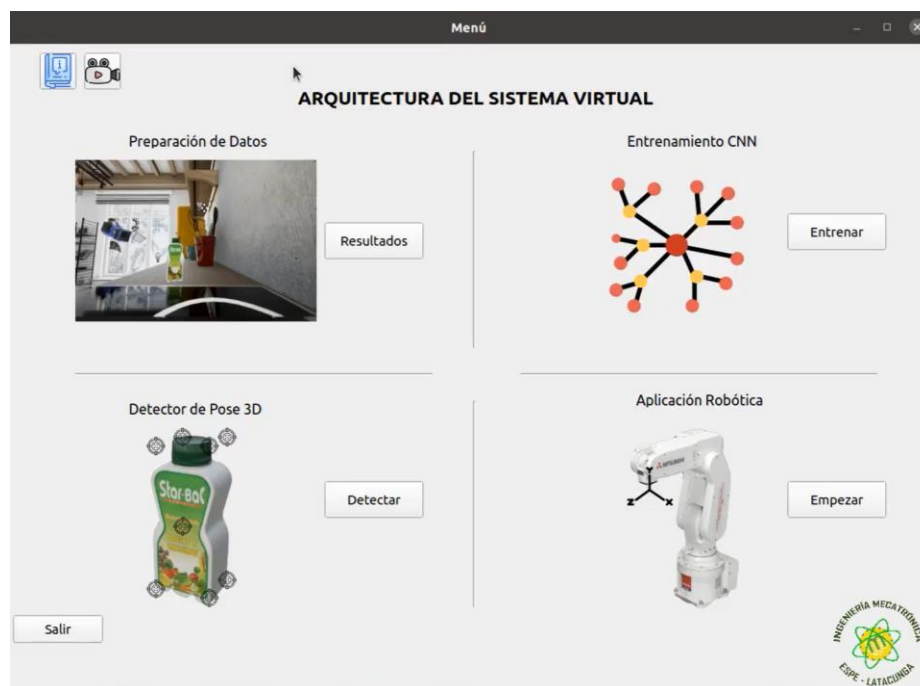 Menú
ARQUITECTURA DEL SISTEMA VIRTUAL
Preparación de Datos
Resultados
Entrenamiento CNN
Entrenar
Detector de Pose 3D
Star-Bac
Detectar
Aplicación Robótica
MITSUBISHI
Y
Z
X
Empezar
Salir
INGENIERÍA MECATRÓNICA
ESPE - LATACUNGA